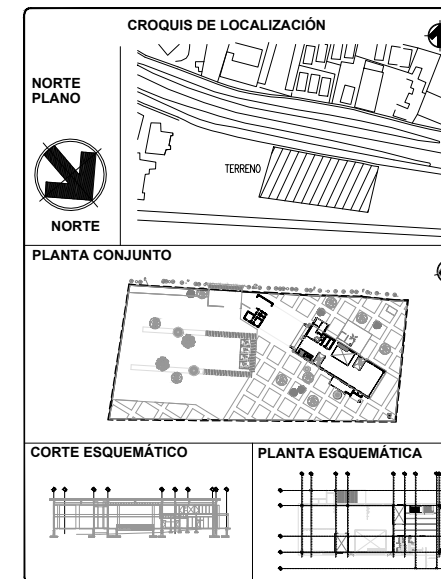 CROQUIS DE LOCALIZACIÓN
NORTE
PLANO
NORTE
TERRENO
PLANTA CONJUNTO
CORTE ESQUEMÁTICO
PLANTA ESQUEMÁTICA